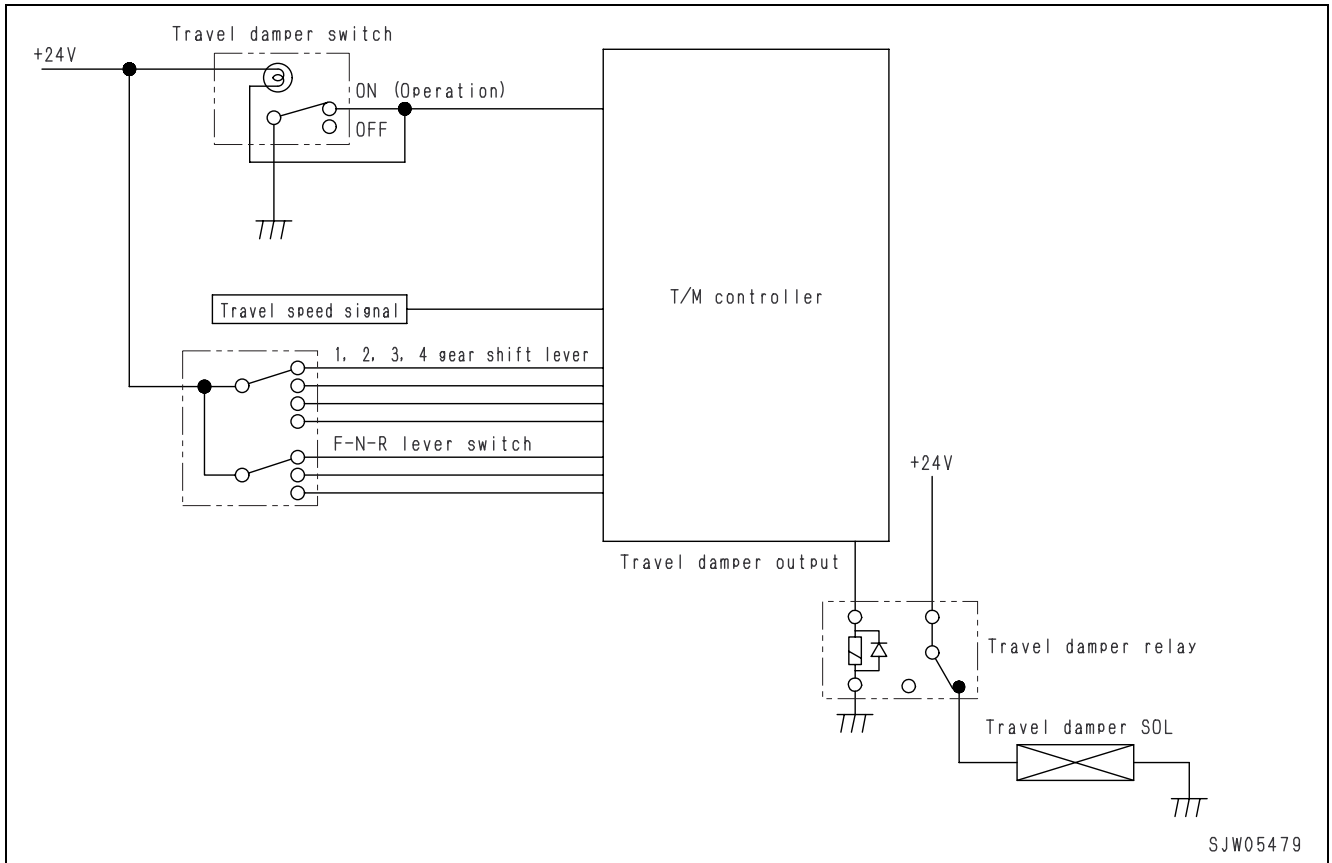 Travel damper switch
+24V
ON (Operation)
OFF
T/M controller
Travel speed signal
1, 2, 3, 4 gear shift lever
F-N-R lever switch
+24V
Travel damper output
Travel damper relay
Travel damper SOL
SJW05479